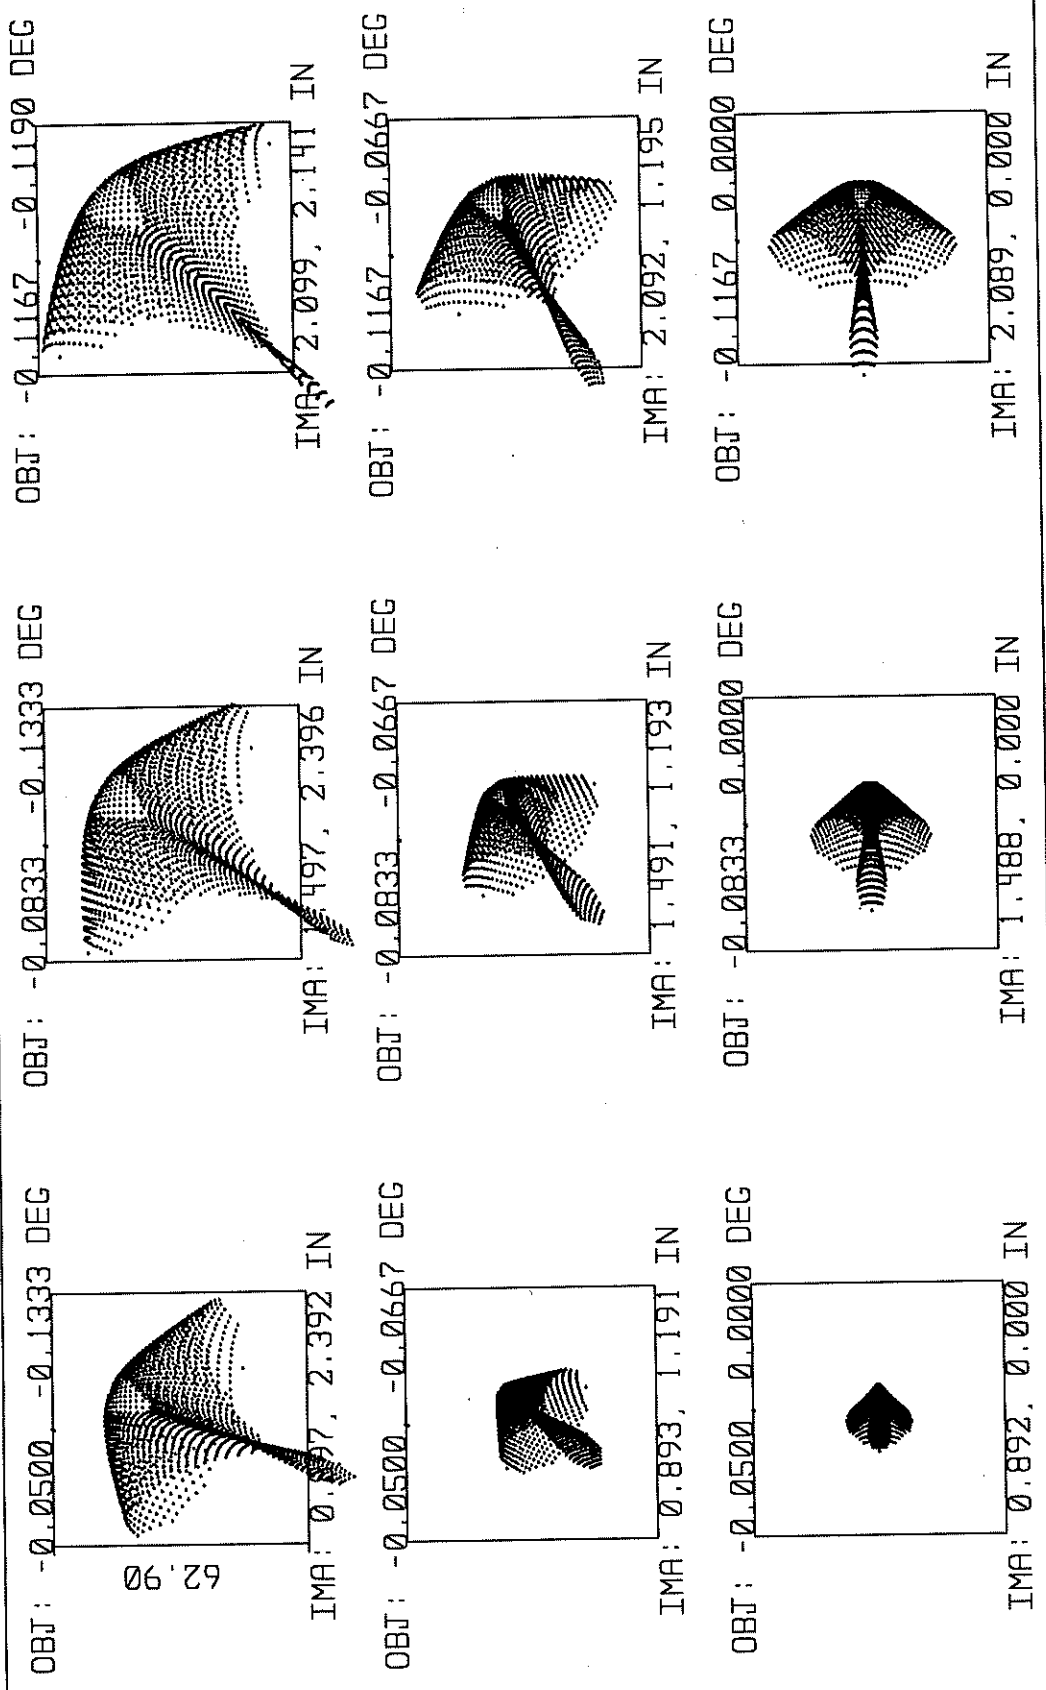 OBJ: -0.0500, -0.1333 DEG
OBJ: -0.0833, -0.1333 DEG
OBJ: -0.1167, -0.1190 DEG
62.90
IMA: 0.897, 2.392 IN
IMA: 1.497, 2.396 IN
IMA: 2.099, 2.141 IN
OBJ: -0.0500, -0.0667 DEG
OBJ: -0.0833, -0.0667 DEG
OBJ: -0.1167, -0.0667 DEG
IMA: 0.893, 1.191 IN
IMA: 1.491, 1.193 IN
IMA: 2.092, 1.195 IN
OBJ: -0.0500, 0.0000 DEG
OBJ: -0.0833, 0.0000 DEG
OBJ: -0.1167, 0.0000 DEG
IMA: 0.892, 0.000 IN
IMA: 1.488, 0.000 IN
IMA: 2.089, 0.000 IN